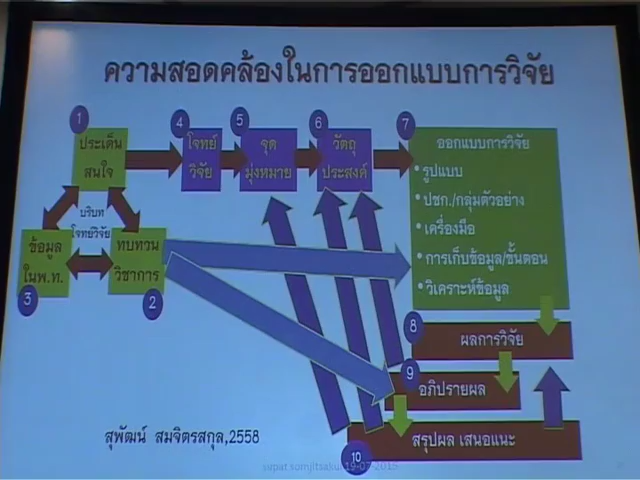 ความสอดคล้องในการออกแบบการวิจัย
1
ประเด็น
สนใจ
4
โจทย์
วิจัย
5
จุด
มุ่งหมาย
6
วัตถุ
ประสงค์
7
ออกแบบการวิจัย
• รูปแบบ
• ปชก./กลุ่มตัวอย่าง
• เครื่องมือ
• การเก็บข้อมูล/ขั้นตอน
• วิเคราะห์ข้อมูล
บริบท
โจทย์วิจัย
ข้อมูล
ในพ.ท.
3
ทบทวน
วิชาการ
2
8
ผลการวิจัย
9
อภิปรายผล
10
สรุปผล เสนอแนะ
สุพัฒน์ สมจิตรสกุล,2558
supat somjitsakul 19-07-2015